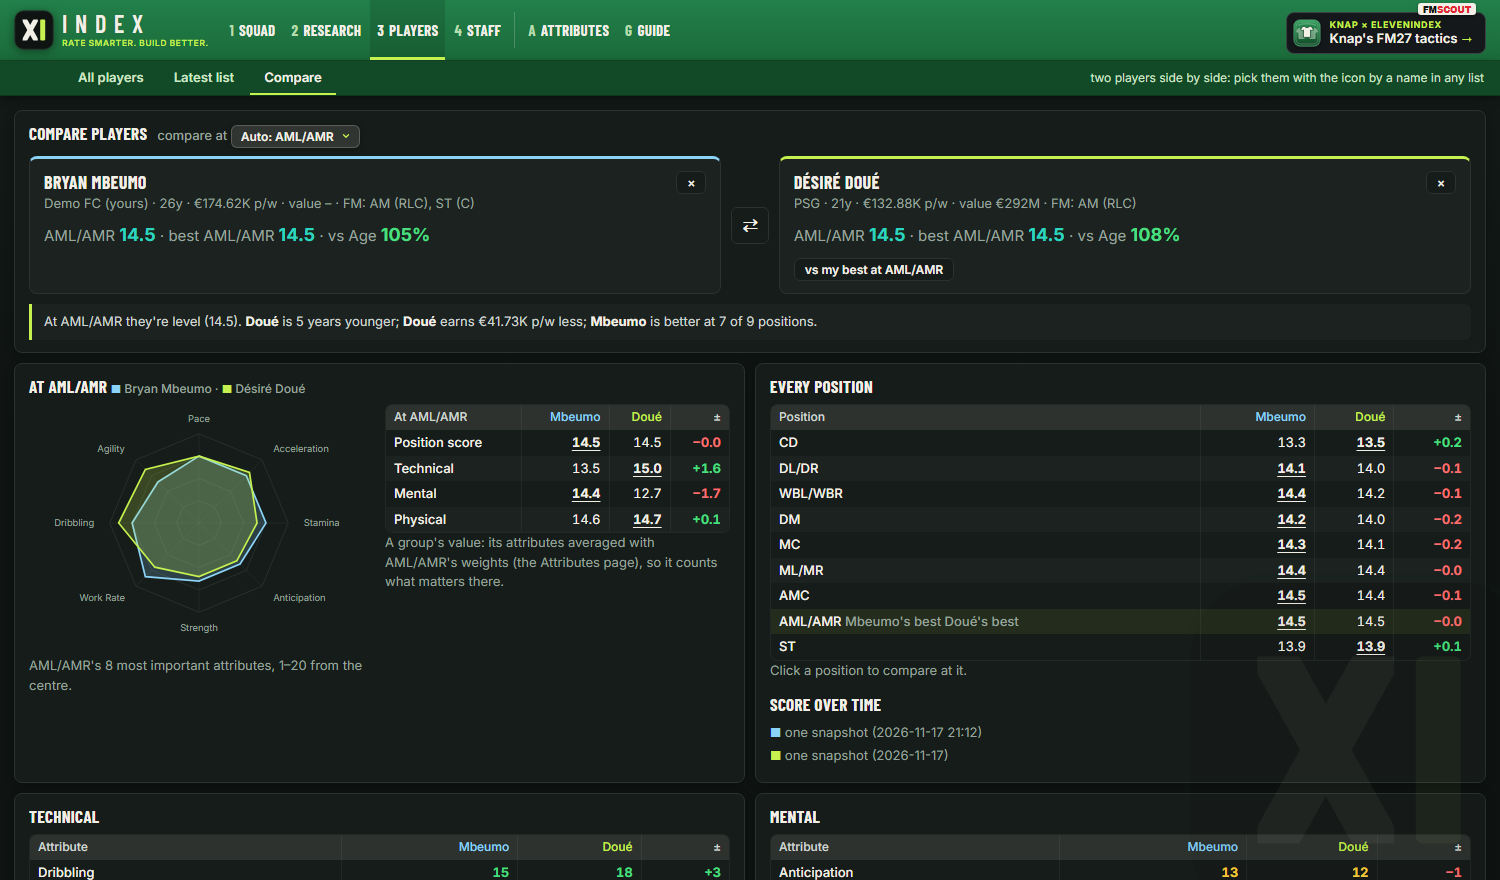 XI INDEX
RATE SMARTER. BUILD BETTER.
1 SQUAD 2 RESEARCH 3 PLAYERS 4 STAFF A ATTRIBUTES G GUIDE
FMSCOUT
KNAP × ELEVENINDEX
Knap's FM27 tactics →
All players Latest list Compare
two players side by side: pick them with the icon by a name in any list
COMPARE PLAYERS compare at Auto: AML/AMR
BRYAN MBEUMO ×
Demo FC (yours) · 26y · €174.62K p/w · value – · FM: AM (RLC), ST (C)
AML/AMR 14.5 · best AML/AMR 14.5 · vs Age 105%
⇄
DÉSIRÉ DOUÉ ×
PSG · 21y · €132.88K p/w · value €292M · FM: AM (RLC)
AML/AMR 14.5 · best AML/AMR 14.5 · vs Age 108%
vs my best at AML/AMR
At AML/AMR they're level (14.5). Doué is 5 years younger; Doué earns €41.73K p/w less; Mbeumo is better at 7 of 9 positions.
AT AML/AMR Bryan Mbeumo · Désiré Doué
Pace
Agility Acceleration
Dribbling Stamina
Work Rate Anticipation
Strength
AML/AMR's 8 most important attributes, 1–20 from the
centre.
At AML/AMR Mbeumo Doué ±
Position score 14.5 14.5 −0.0
Technical 13.5 15.0 +1.6
Mental 14.4 12.7 −1.7
Physical 14.6 14.7 +0.1
A group's value: its attributes averaged with
AML/AMR's weights (the Attributes page), so it counts
what matters there.
EVERY POSITION
Position Mbeumo Doué ±
CD 13.3 13.5 +0.2
DL/DR 14.1 14.0 −0.1
WBL/WBR 14.4 14.2 −0.1
DM 14.2 14.0 −0.2
MC 14.3 14.1 −0.2
ML/MR 14.4 14.4 −0.0
AMC 14.5 14.4 −0.1
AML/AMR Mbeumo's best Doué's best 14.5 14.5 −0.0
ST 13.9 13.9 +0.1
Click a position to compare at it.
SCORE OVER TIME
one snapshot (2026-11-17 21:12)
one snapshot (2026-11-17)
XI
TECHNICAL
Attribute Mbeumo Doué ±
Dribbling 15 18 +3
MENTAL
Attribute Mbeumo Doué ±
Anticipation 13 12 −1